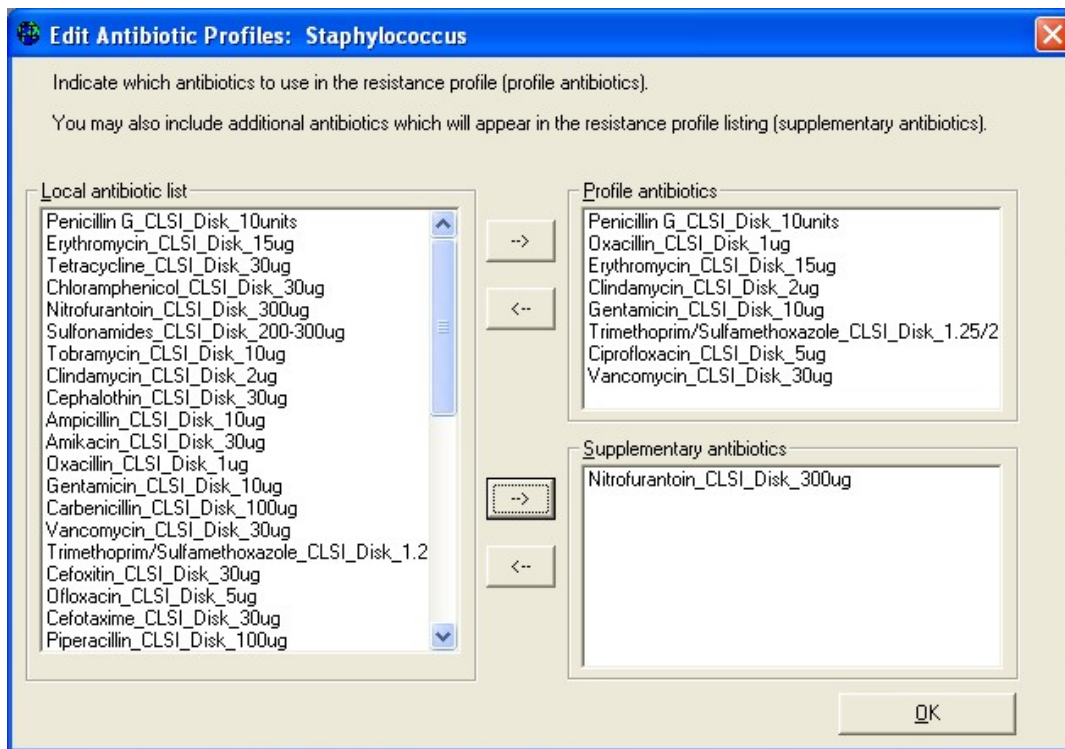 Edit Antibiotic Profiles: Staphylococcus
Indicate which antibiotics to use in the resistance profile (profile antibiotics).
You may also include additional antibiotics which will appear in the resistance profile listing (supplementary antibiotics).
Local antibiotic list
Penicillin G_CLSI_Disk_10units
Erythromycin_CLSI_Disk_15ug
Tetracycline_CLSI_Disk_30ug
Chloramphenicol_CLSI_Disk_30ug
Nitrofurantoin_CLSI_Disk_300ug
Sulfonamides_CLSI_Disk_200-300ug
Tobramycin_CLSI_Disk_10ug
Clindamycin_CLSI_Disk_2ug
Cephalothin_CLSI_Disk_30ug
Ampicillin_CLSI_Disk_10ug
Amikacin_CLSI_Disk_30ug
Oxacillin_CLSI_Disk_1ug
Gentamicin_CLSI_Disk_10ug
Carbenicillin_CLSI_Disk_100ug
Vancomycin_CLSI_Disk_30ug
Trimethoprim/Sulfamethoxazole_CLSI_Disk_1.2
Cefoxitin_CLSI_Disk_30ug
Ofloxacin_CLSI_Disk_5ug
Cefotaxime_CLSI_Disk_30ug
Piperacillin_CLSI_Disk_100ug
-->
<--
-->
<--
Profile antibiotics
Penicillin G_CLSI_Disk_10units
Oxacillin_CLSI_Disk_1ug
Erythromycin_CLSI_Disk_15ug
Clindamycin_CLSI_Disk_2ug
Gentamicin_CLSI_Disk_10ug
Trimethoprim/Sulfamethoxazole_CLSI_Disk_1.25/2
Ciprofloxacin_CLSI_Disk_5ug
Vancomycin_CLSI_Disk_30ug
Supplementary antibiotics
Nitrofurantoin_CLSI_Disk_300ug
OK